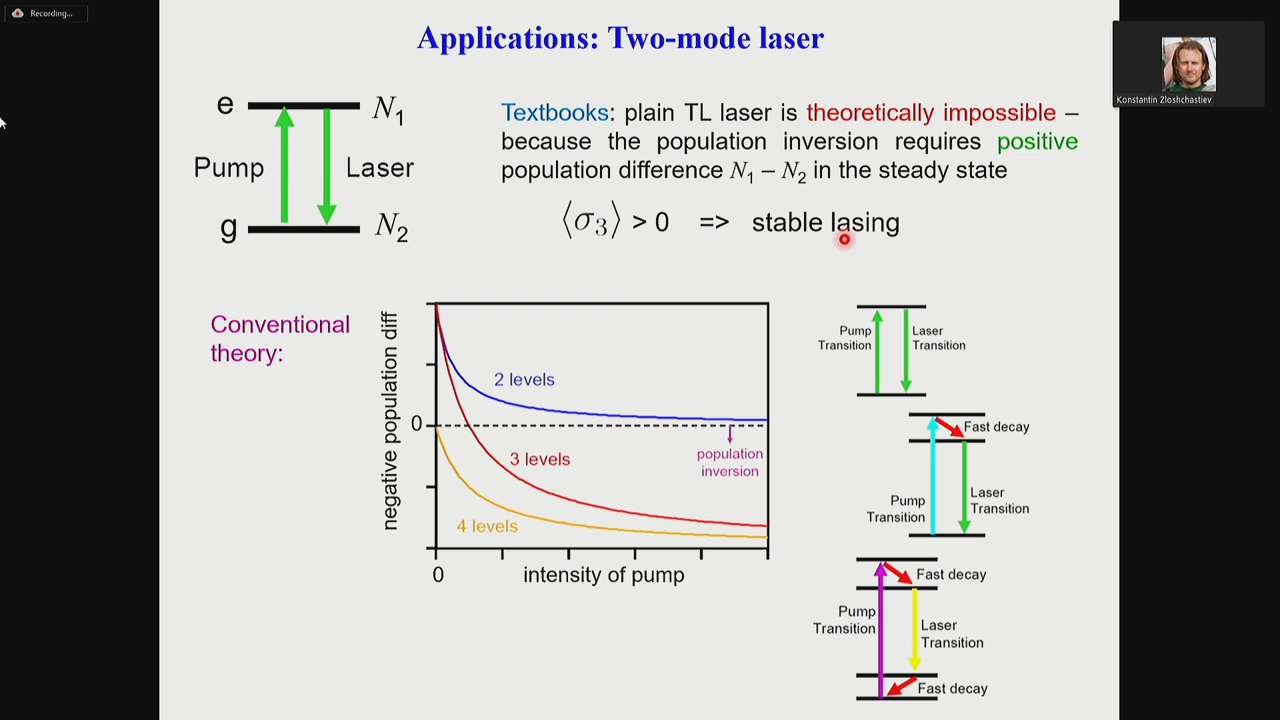 Recording...
Applications: Two-mode laser
Konstantin Zloshchastiev
e
N1
Pump
Laser
g
N2
Textbooks: plain TL laser is theoretically impossible –
because the population inversion requires positive
population difference N1 – N2 in the steady state
⟨σ3⟩ > 0 => stable lasing
Conventional
theory:
negative population diff
0
2 levels
3 levels
4 levels
population
inversion
0
intensity of pump
Pump
Transition
Laser
Transition
Fast decay
Pump
Transition
Laser
Transition
Fast decay
Pump
Transition
Laser
Transition
Fast decay